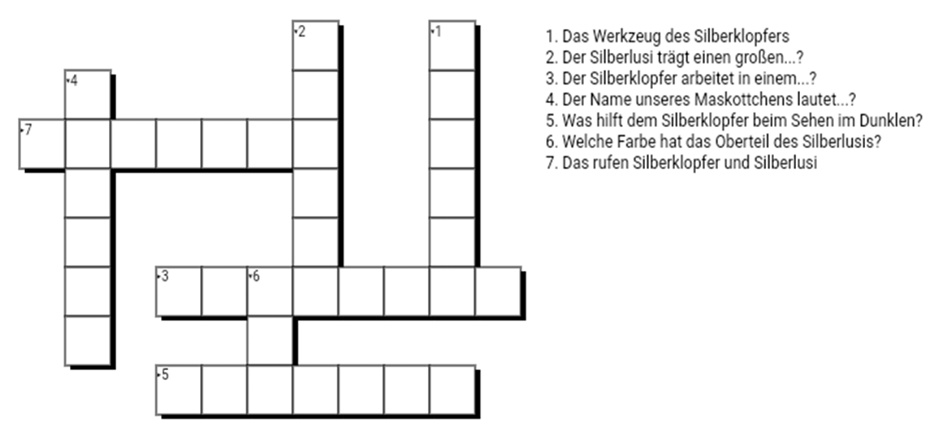 2
1
4
7
3
6
5
1. Das Werkzeug des Silberklopfers
2. Der Silberlusi trägt einen großen...?
3. Der Silberklopfer arbeitet in einem...?
4. Der Name unseres Maskottchens lautet...?
5. Was hilft dem Silberklopfer beim Sehen im Dunklen?
6. Welche Farbe hat das Oberteil des Silberlusis?
7. Das rufen Silberklopfer und Silberlusi